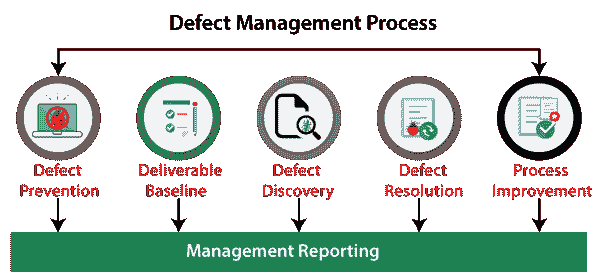 Defect Management Process
Defect
Prevention
Deliverable
Baseline
Defect
Discovery
Defect
Resolution
Process
Improvement
Management Reporting